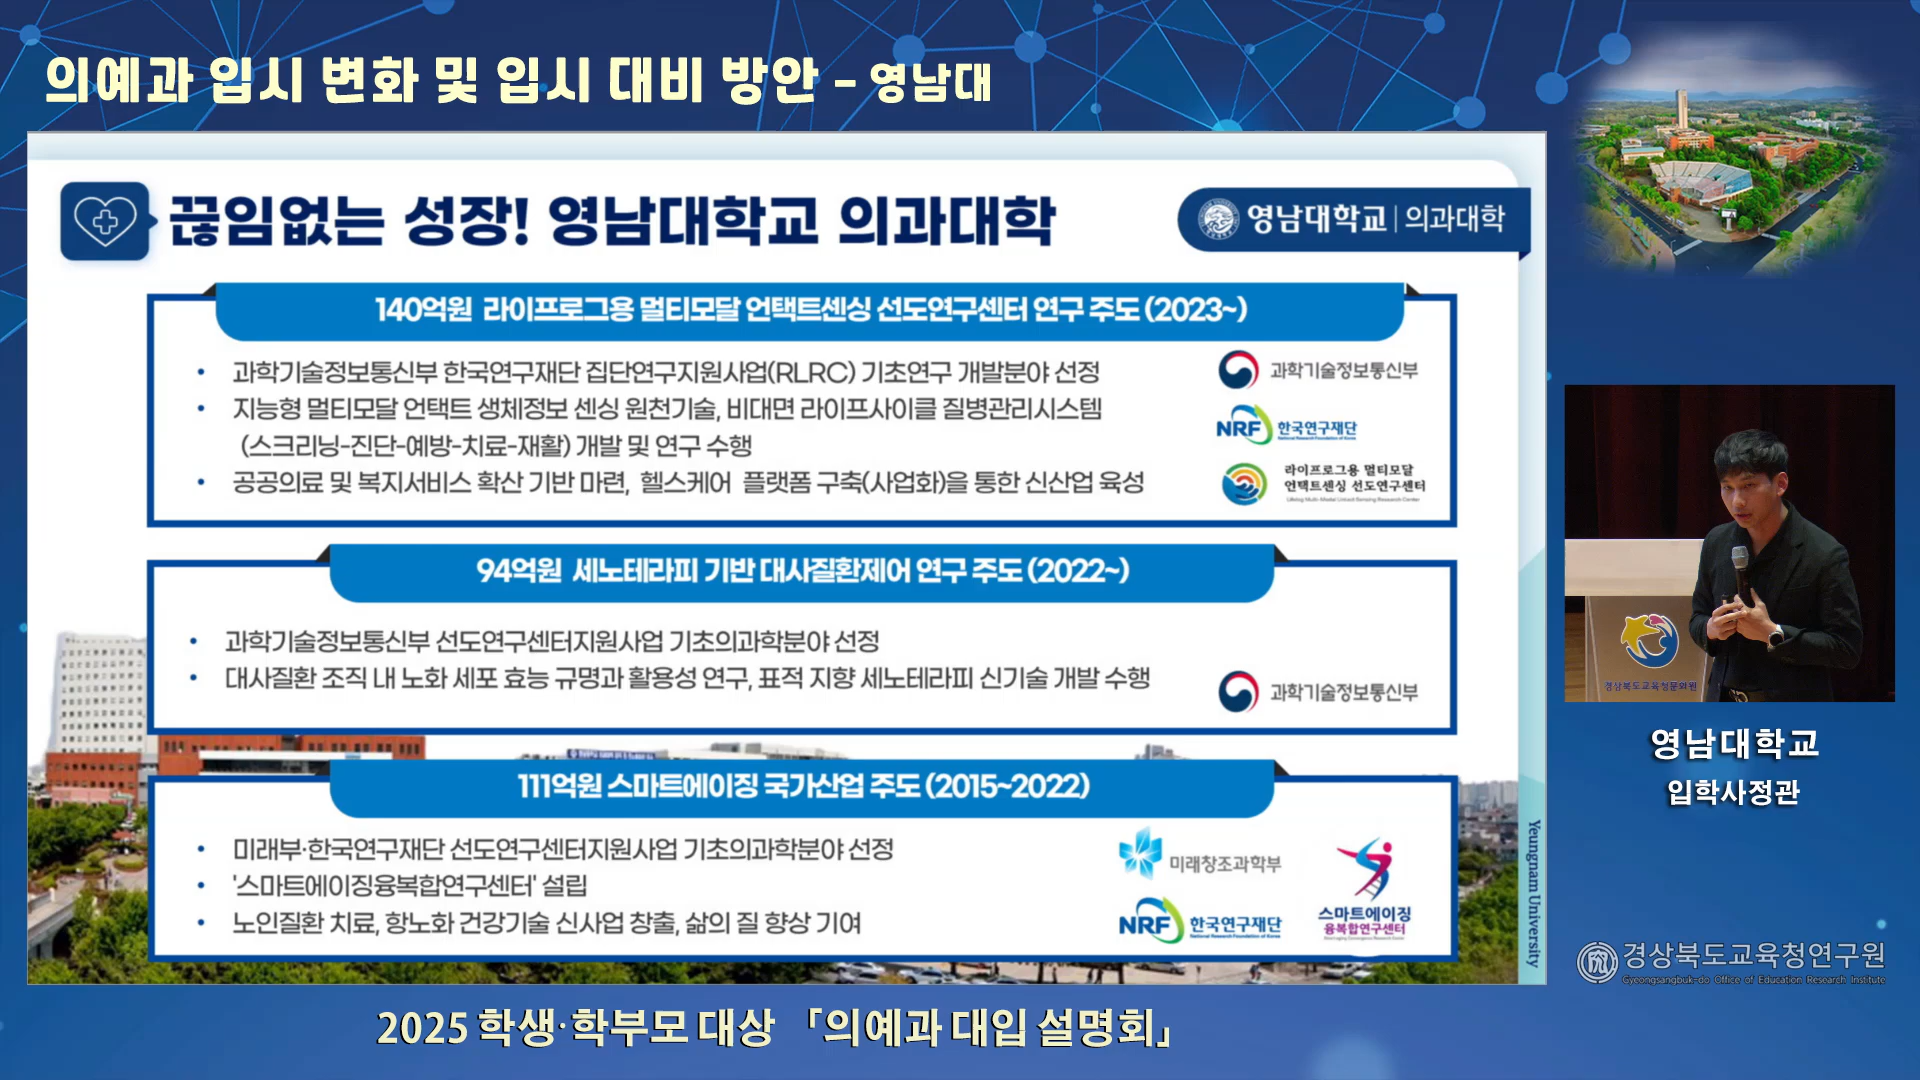 의예과 입시 변화 및 입시 대비 방안 - 영남대
끊임없는 성장! 영남대학교 의과대학
영남대학교 | 의과대학
140억원 라이프로그용 멀티모달 언택트센싱 선도연구센터 연구 주도 (2023~)
• 과학기술정보통신부 한국연구재단 집단연구지원사업(RLRC) 기초연구 개발분야 선정
• 지능형 멀티모달 언택트 생체정보 센싱 원천기술, 비대면 라이프사이클 질병관리시스템
(스크리닝-진단-예방-치료-재활) 개발 및 연구 수행
• 공공의료 및 복지서비스 확산 기반 마련, 헬스케어 플랫폼 구축(사업화)을 통한 신산업 육성
과학기술정보통신부
NRF 한국연구재단
National Research Foundation of Korea
라이프로그용 멀티모달
언택트센싱 선도연구센터
94억원 세노테라피 기반 대사질환제어 연구 주도 (2022~)
• 과학기술정보통신부 선도연구센터지원사업 기초의과학분야 선정
• 대사질환 조직 내 노화 세포 효능 규명과 활용성 연구, 표적 지향 세노테라피 신기술 개발 수행
과학기술정보통신부
111억원 스마트에이징 국가산업 주도 (2015~2022)
• 미래부·한국연구재단 선도연구센터지원사업 기초의과학분야 선정
• '스마트에이징융복합연구센터' 설립
• 노인질환 치료, 항노화 건강기술 신사업 창출, 삶의 질 향상 기여
미래창조과학부
NRF 한국연구재단
National Research Foundation of Korea
스마트에이징
융복합연구센터
Yeungnam University
경상북도교육청문화원
영남대학교
입학사정관
경상북도교육청연구원
Gyeongsangbuk-do Office of Education Research Institute
2025 학생·학부모 대상 「의예과 대입 설명회」